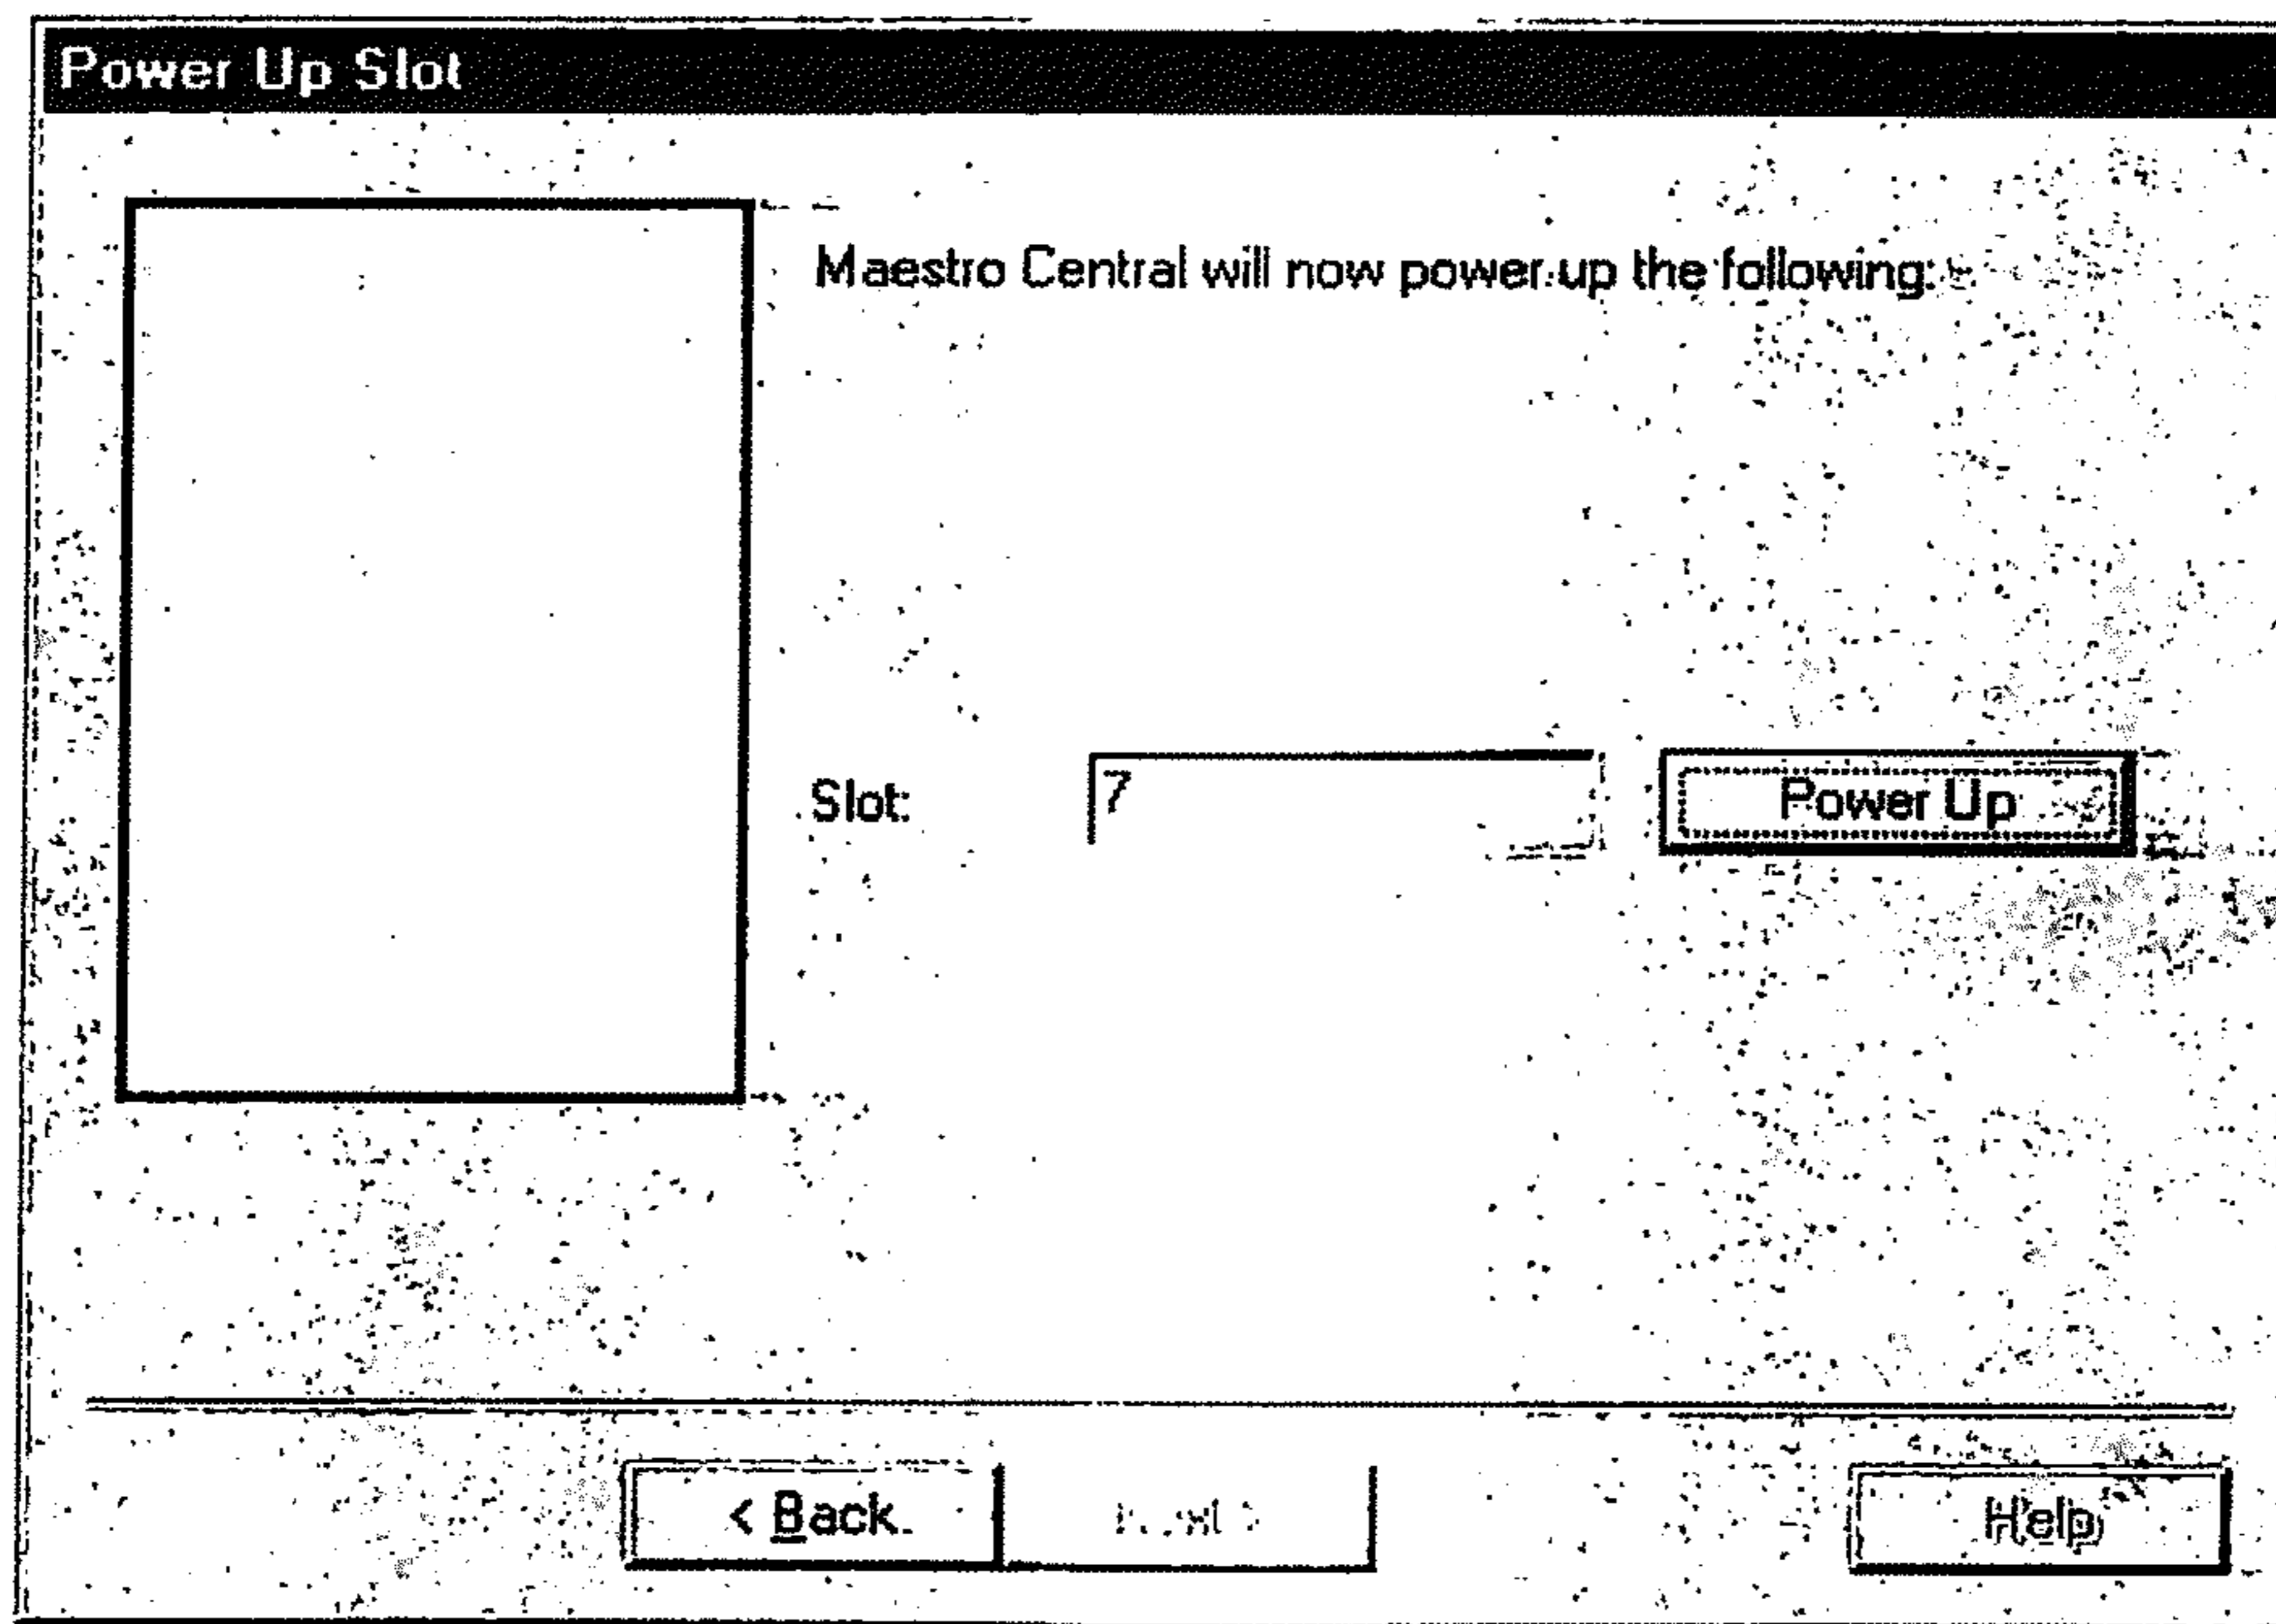 Power Up Slot
Maestro Central will now power up the following:
Slot: 7 Power Up
< Back Help